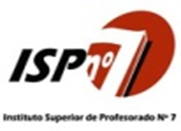 ISP nº 7
Instituto Superior de Profesorado Nº 7